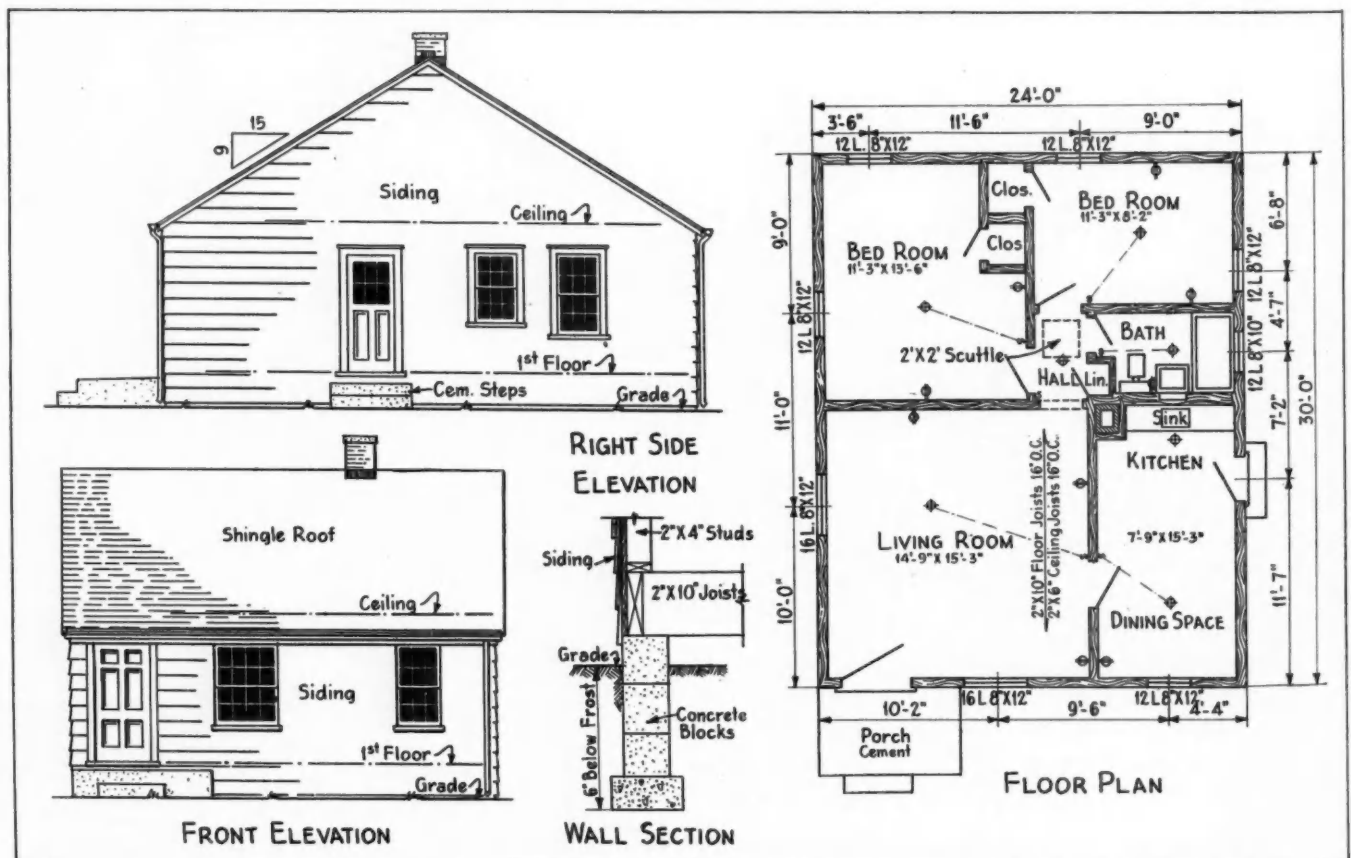 15
9
Siding
Ceiling
1st Floor
Cem. Steps
Grade
RIGHT SIDE
ELEVATION
Shingle Roof
Ceiling
Siding
1st Floor
Grade
FRONT ELEVATION
2"X4" Studs
Siding
2"X10" Joists
Grade
6" Below Frost
Concrete
Blocks
WALL SECTION
24'-0"
3'-6"
11'-6"
9'-0"
12 L. 8"X12"
12 L. 8"X12"
9'-0"
Clos.
BED ROOM
11'-3"X 8'-2"
6'-8"
Clos
BED ROOM
11'-3"X 13'-6"
12 L 8"X12"
12 L 8"X12"
4'-7"
BATH
2'X2' Scuttle
HALL
Lin.
12 L 8"X10"
30'-0"
11'-0"
7'-2"
Sink
KITCHEN
16 L 8"X12"
LIVING ROOM
14'-9"X 15'-3"
2"X10" Floor Joists 16" O.C.
2"X6" Ceiling Joists 16" O.C.
7'-9"X 15'-3"
DINING SPACE
10'-0"
11'-7"
16 L 8"X12"
12 L 8"X12"
10'-2"
9'-6"
4'-4"
Porch
Cement
FLOOR PLAN